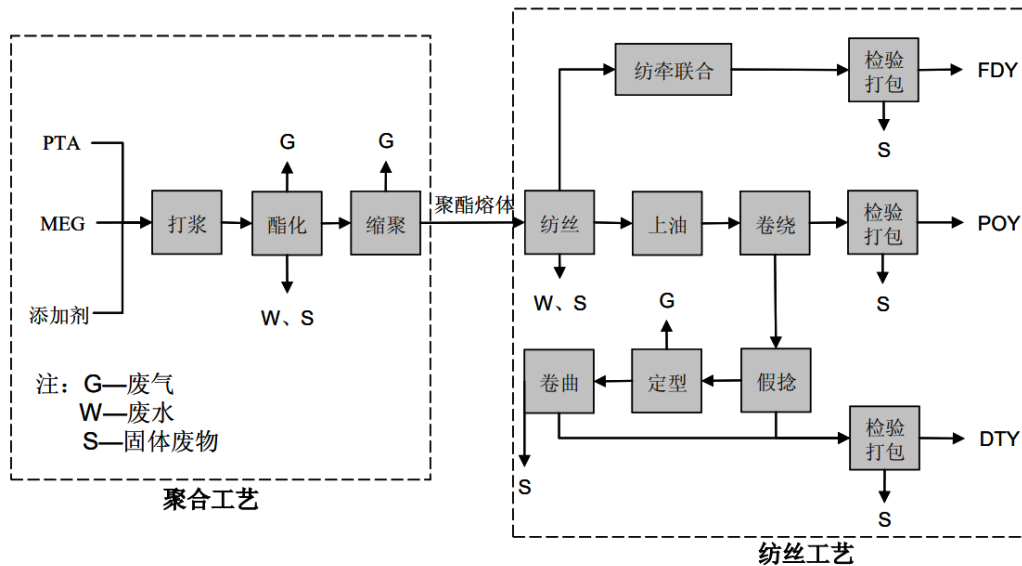 PTA
MEG
添加剂
打浆
G
酯化
W、S
G
缩聚
聚酯熔体
注：G—废气
W—废水
S—固体废物
聚合工艺
纺牵联合
检验
打包
FDY
S
纺丝
W、S
上油
卷绕
检验
打包
POY
S
G
卷曲
定型
假捻
S
检验
打包
DTY
S
纺丝工艺